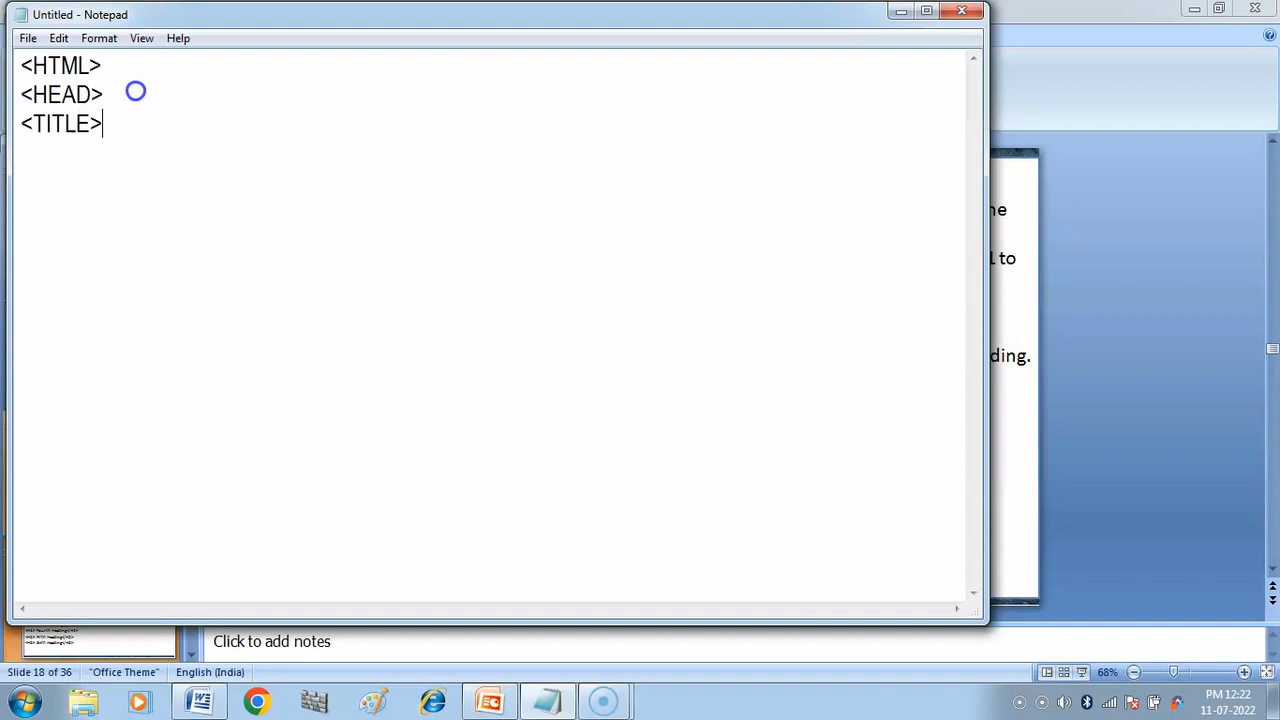 Untitled - Notepad
File Edit Format View Help
<HTML>
<HEAD>
<TITLE>
he
l to
ding.
Click to add notes
Slide 18 of 36 "Office Theme" English (India) 68%
PM 12:22
11-07-2022